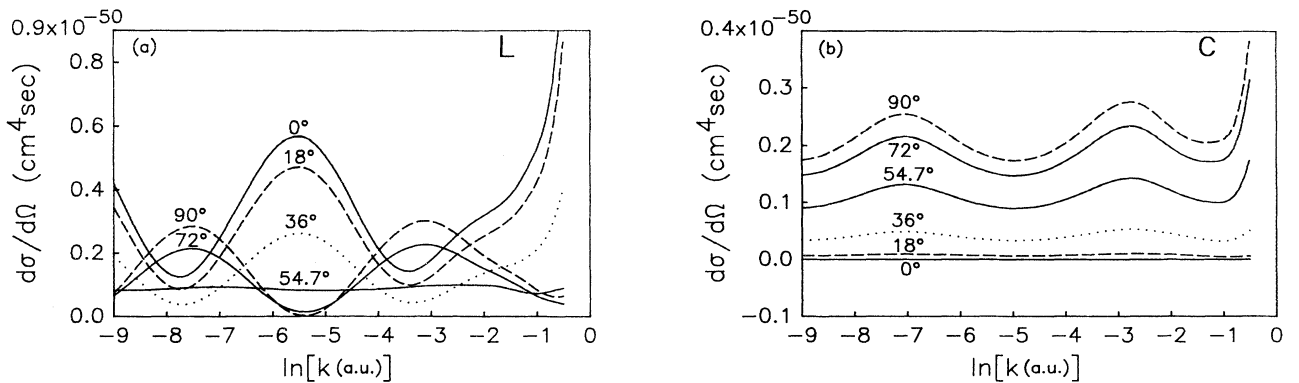 0.9x10⁻⁵⁰
(a)
L
0.8
0.6
0.4
0.2
0.0
dσ/dΩ (cm⁴sec)
0°
18°
90°
72°
36°
54.7°
−9 −8 −7 −6 −5 −4 −3 −2 −1 0
ln[k (a.u.)]
0.4x10⁻⁵⁰
(b)
C
0.3
0.2
0.1
0.0
−0.1
dσ/dΩ (cm⁴sec)
90°
72°
54.7°
36°
18°
0°
−9 −8 −7 −6 −5 −4 −3 −2 −1 0
ln[k (a.u.)]